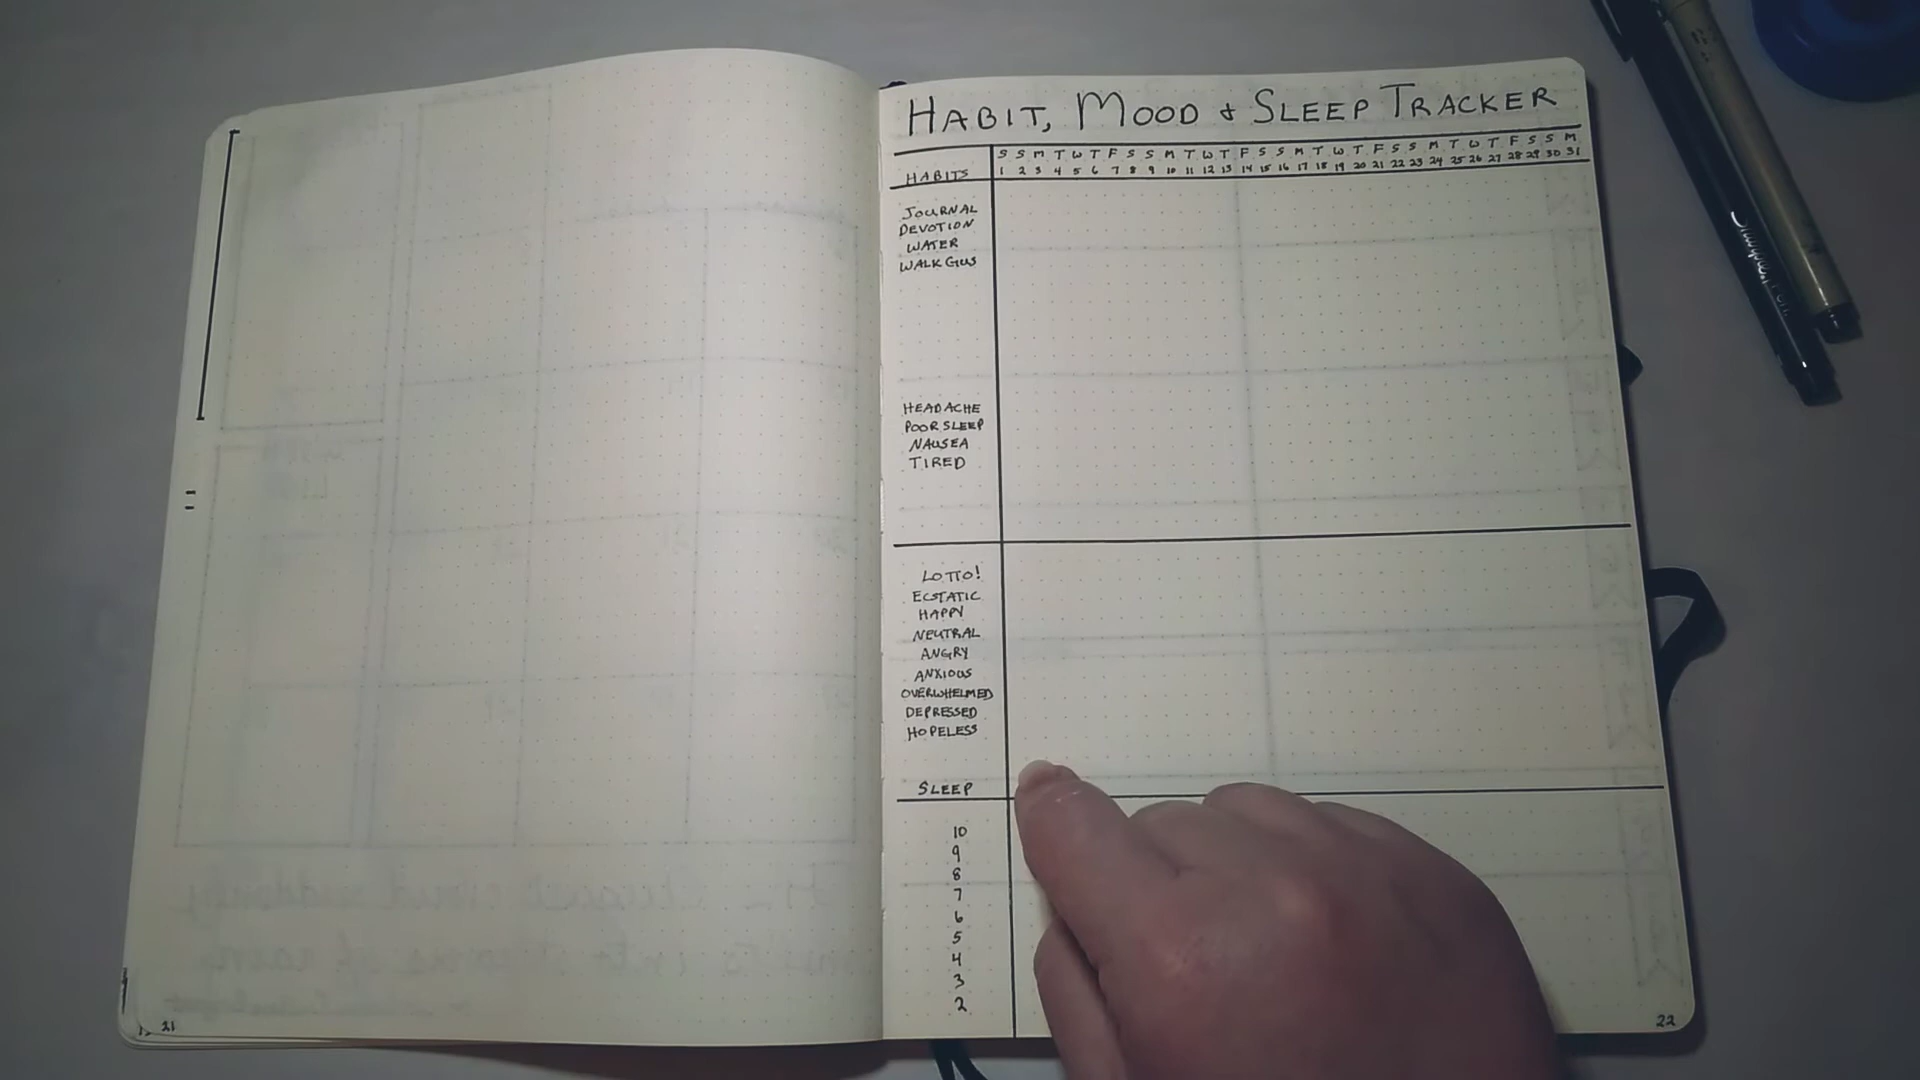 HABIT, MOOD & SLEEP TRACKER
S S M T W T F S S M T W T F S S M T W T F S S M T W T F S S M
HABITS 1 2 3 4 5 6 7 8 9 10 11 12 13 14 15 16 17 18 19 20 21 22 23 24 25 26 27 28 29 30 31
JOURNAL
DEVOTION
WATER
WALK GUS
HEADACHE
POOR SLEEP
NAUSEA
TIRED
LOTTO!
ECSTATIC
HAPPY
NEUTRAL
ANGRY
ANXIOUS
OVERWHELMED
DEPRESSED
HOPELESS
SLEEP
10
9
8
7
6
5
4
3
2
21
22
Sharpie PEN